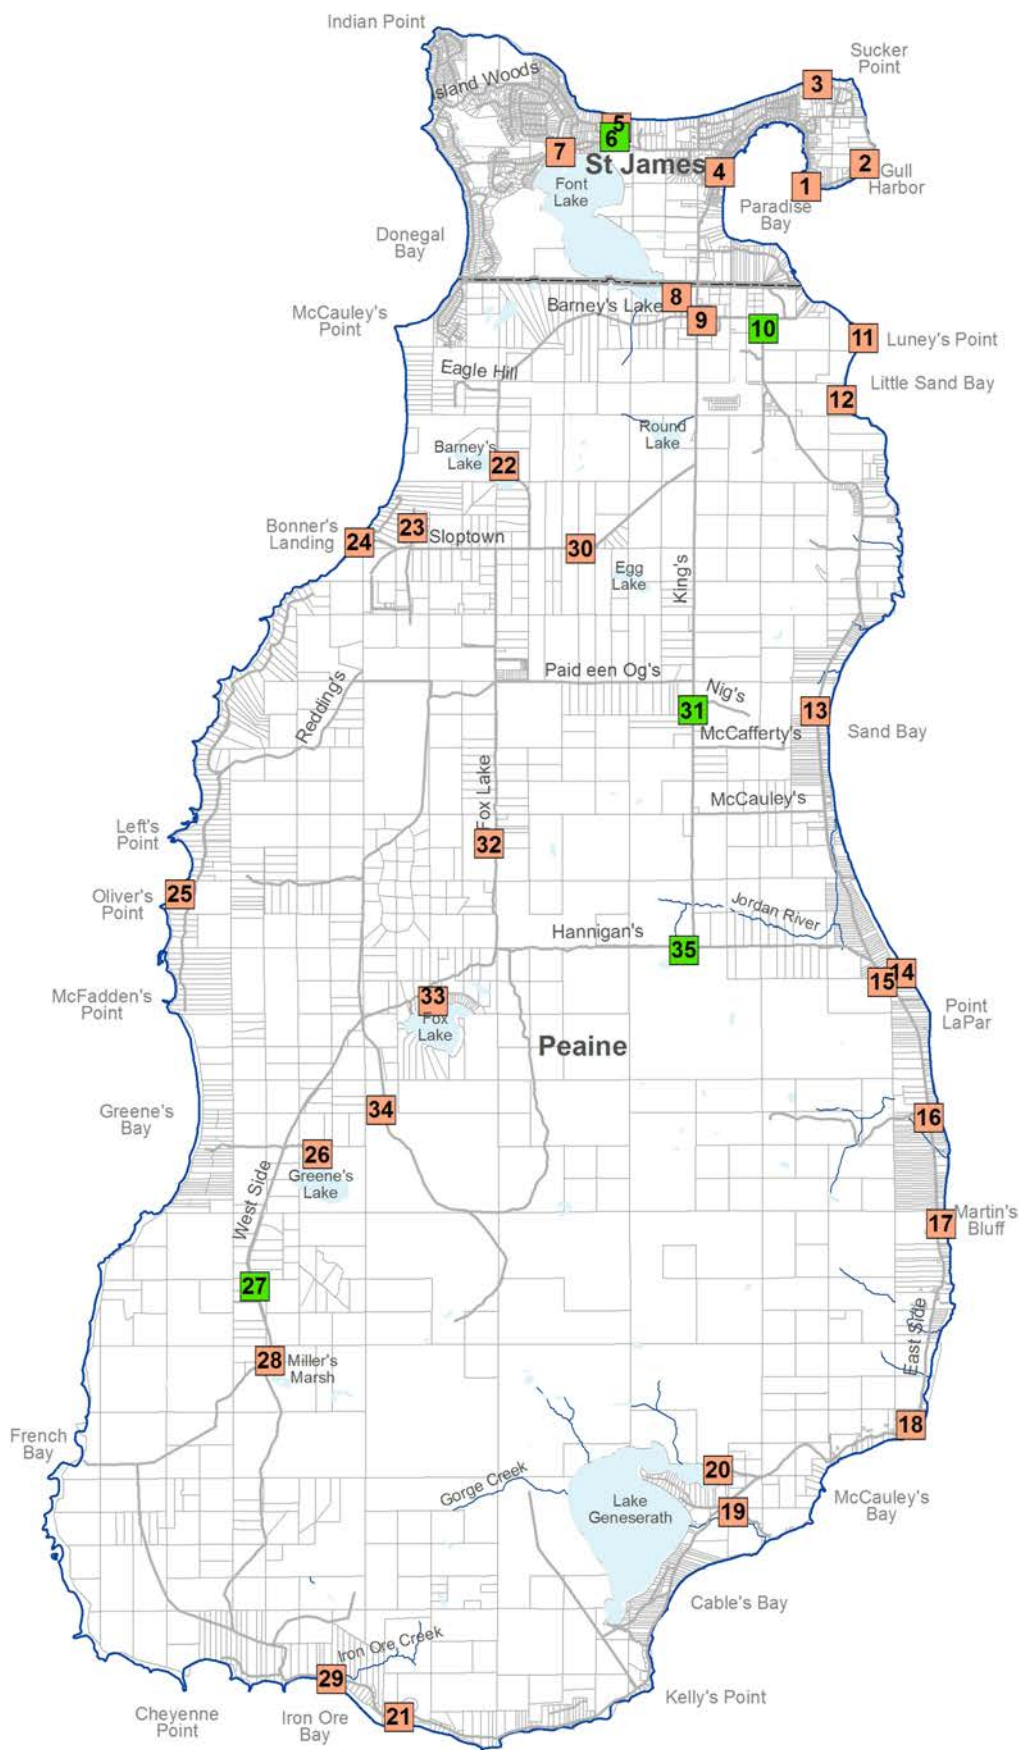 Indian Point
Sucker
Point
Island Woods
3
5
6
7
St James
4
2
Gull
Harbor
1
Font
Lake
Paradise
Bay
Donegal
Bay
8
Barney's Lake
McCauley's
Point
9
10
11
Luney's Point
Eagle Hill
Little Sand Bay
12
Round
Lake
Barney's
Lake
22
23
Bonner's
Landing
24
Sloptown
30
Egg
Lake
King's
Paid een Og's
Redding's
Nig's
31
13
Sand Bay
McCafferty's
Fox Lake
McCauley's
Left's
Point
32
25
Oliver's
Point
Jordan River
Hannigan's
35
14
15
McFadden's
Point
33
Fox
Lake
Point
LaPar
Peaine
Greene's
Bay
34
16
26
Greene's
Lake
West Side
17
Martin's
Bluff
27
East Side
28
Miller's
Marsh
18
French
Bay
20
Gorge Creek
Lake
Geneserath
19
McCauley's
Bay
Cable's Bay
Iron Ore Creek
29
Kelly's Point
Cheyenne
Point
Iron Ore
Bay
21